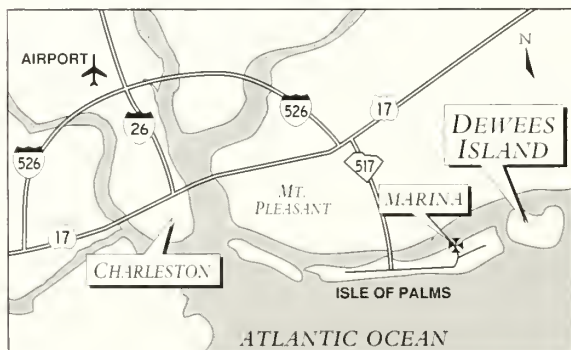 AIRPORT
N
17
526
26
526
DEWEES
ISLAND
517
MT.
PLEASANT
MARINA
17
CHARLESTON
ISLE OF PALMS
ATLANTIC OCEAN